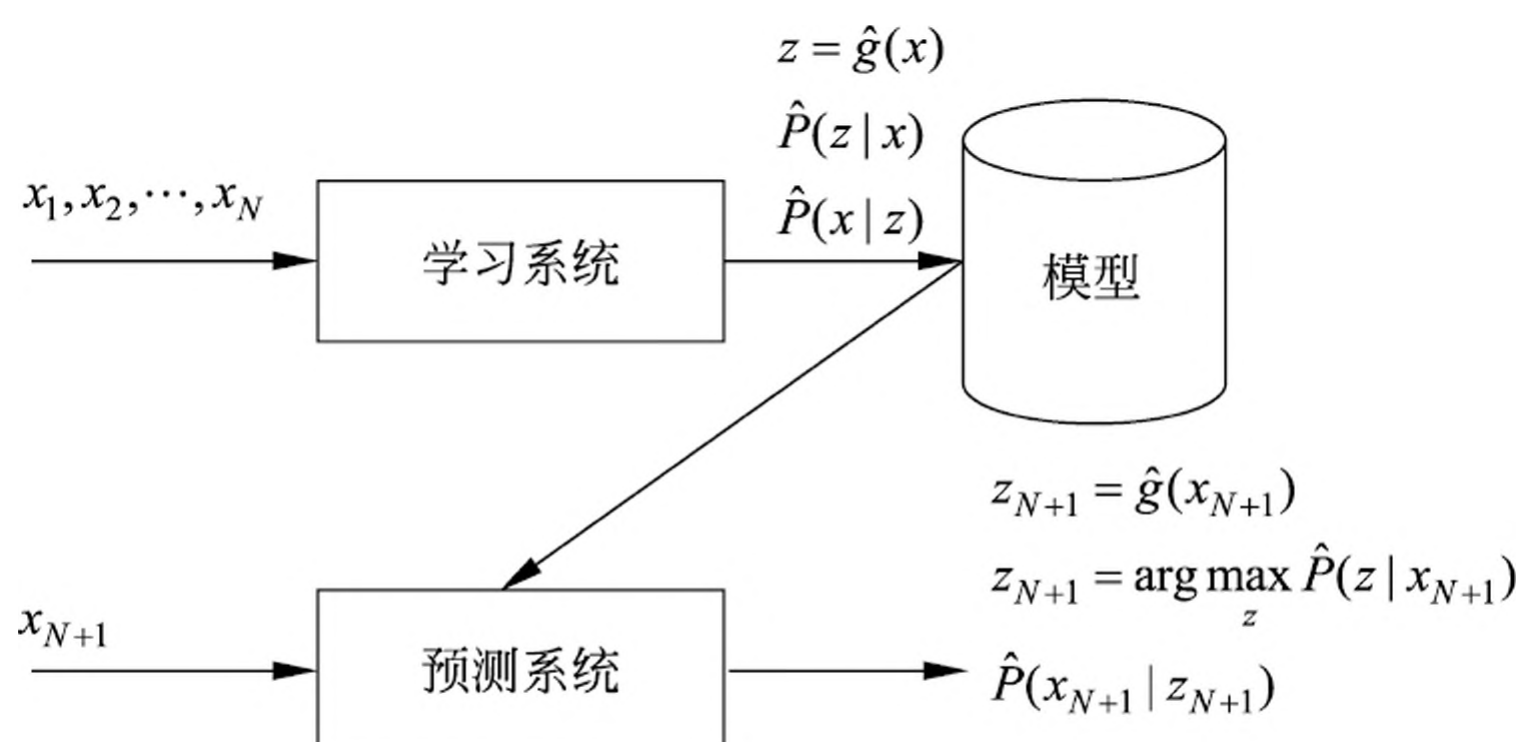 z = ĝ(x)
P̂(z | x)
P̂(x | z)
x₁, x₂, ⋯, x_N
学习系统
模型
z_{N+1} = ĝ(x_{N+1})
z_{N+1} = arg max_z P̂(z | x_{N+1})
x_{N+1}
预测系统
P̂(x_{N+1} | z_{N+1})